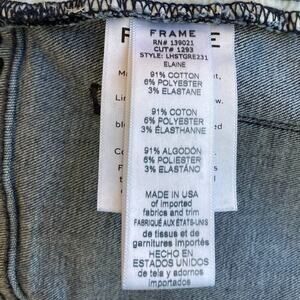 FRAME
RN# 139021
CUT# 1293
STYLE: LHSTGRE231
ELAINE
91% COTTON
6% POLYESTER
3% ELASTANE
91% COTON
6% POLYESTER
3% ÉLASTHANNE
91% ALGODÓN
6% POLIÉSTER
3% ELASTÁNO
MADE IN USA
of imported
fabrics and trim
FABRIQUÉ AUX ÉTATS-UNIS
de tissus et de
garnitures importés
HECHO EN
ESTADOS UNIDOS
de tela y adornos
importados